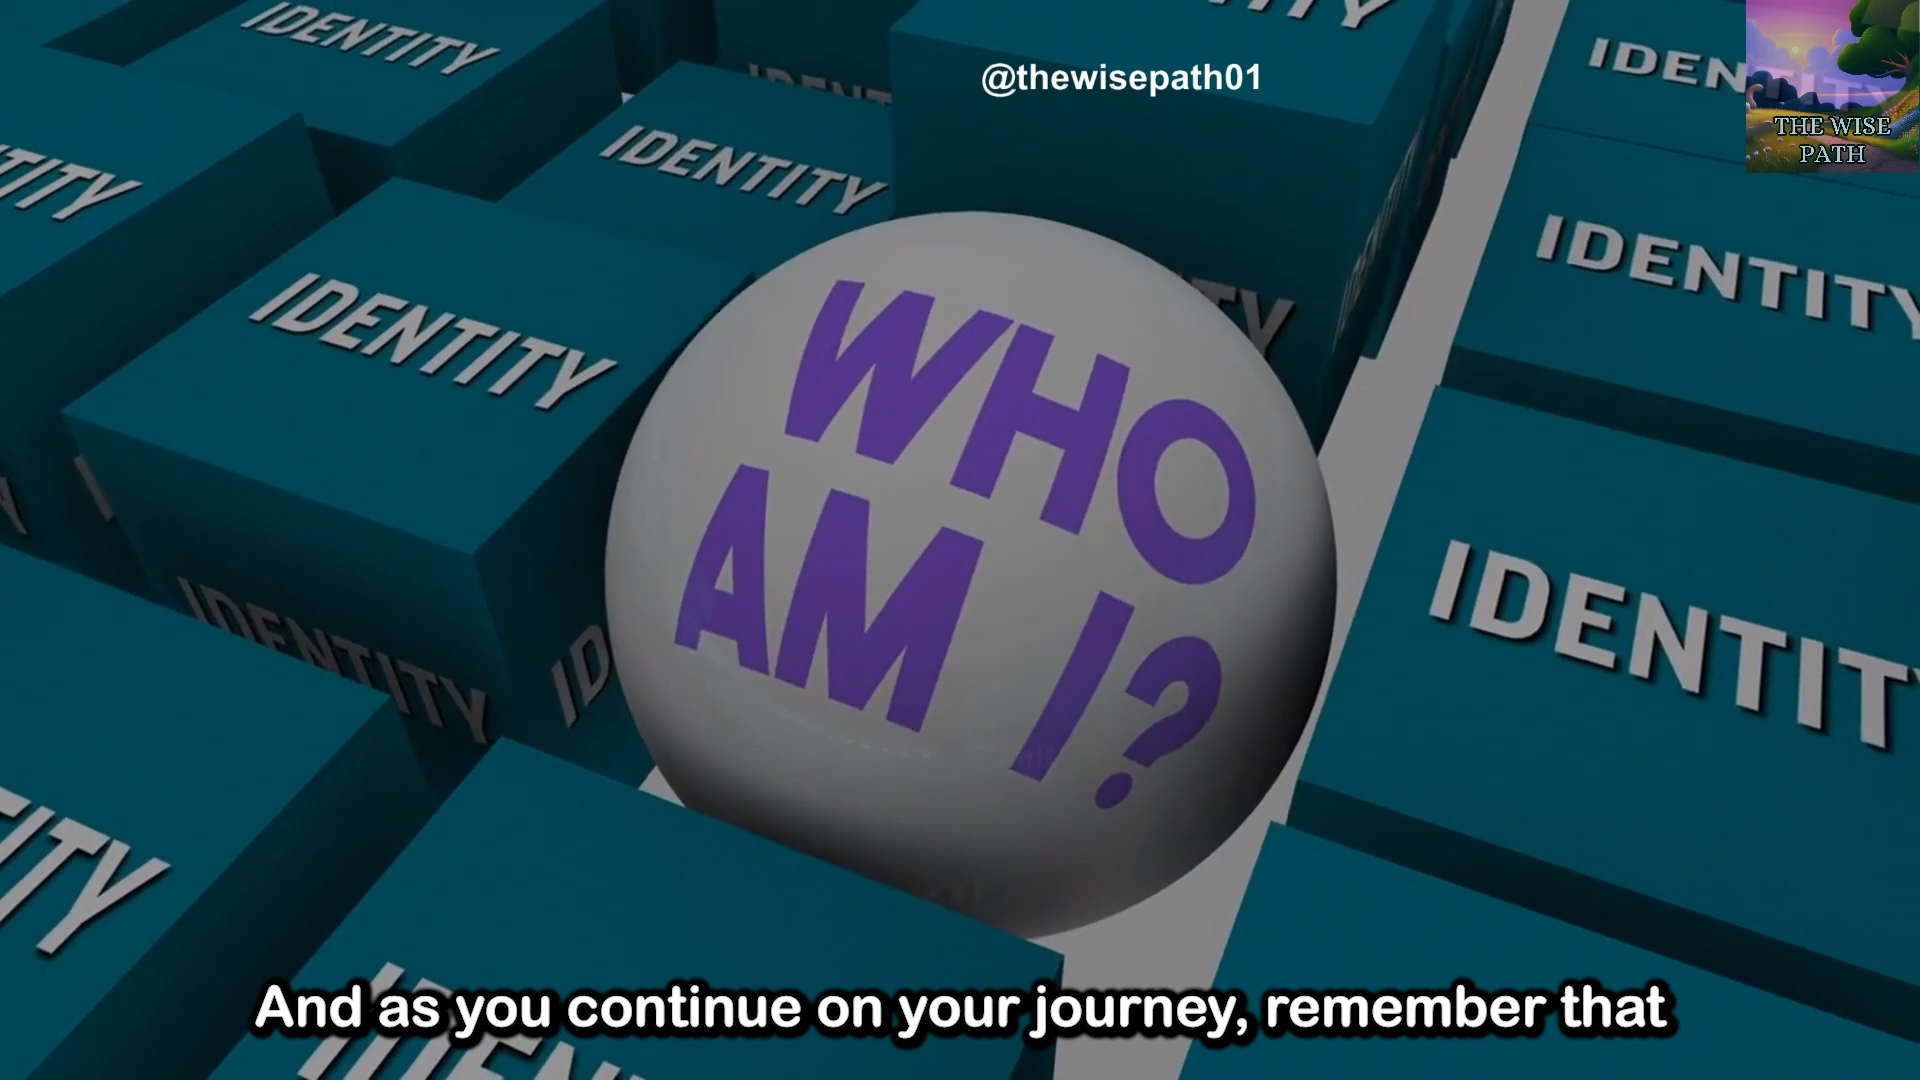 IDENTITY
@thewisepath01
THE WISE
PATH
IDENTITY
IDENTITY
IDENTITY
WHO
AM I?
IDENTITY
And as you continue on your journey, remember that